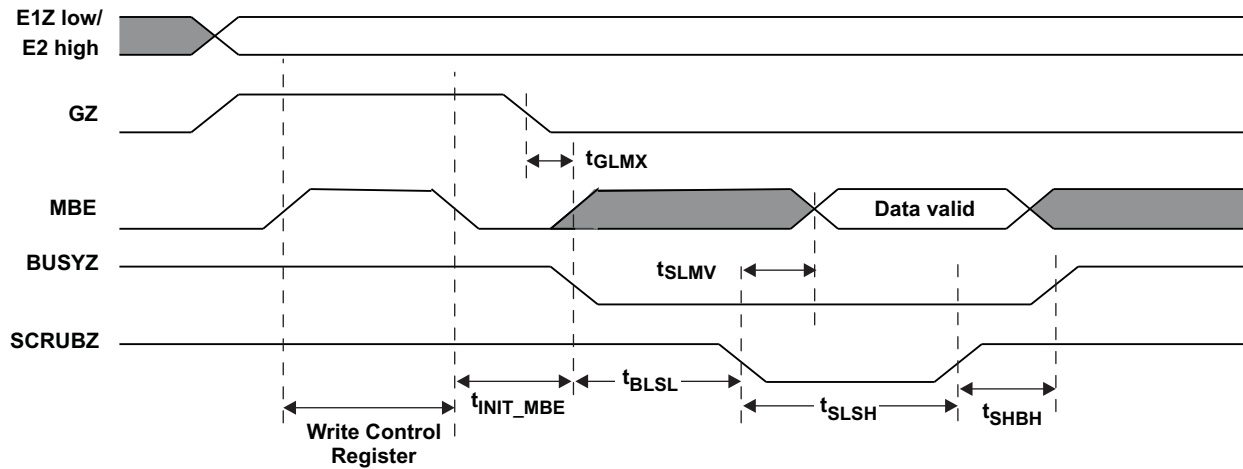 E1Z low/
E2 high
GZ
tGLMX
MBE
Data valid
BUSYZ
tSLMV
SCRUBZ
tINIT_MBE
tBLSL
tSLSH
tSHBH
Write Control
Register